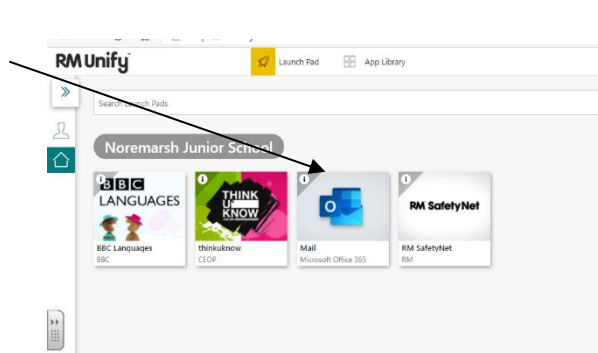 RM Unify
Launch Pad
App Library
Search Launch Pads
Noremarsh Junior School
BBC
LANGUAGES
THINK
U
KNOW
RM SafetyNet
BBC Languages
BBC
thinkuknow
CEOP
Mail
Microsoft Office 365
RM SafetyNet
RM